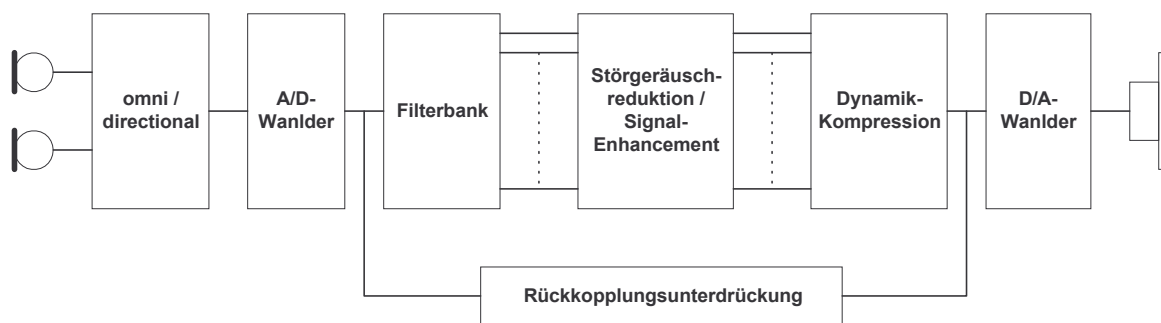 omni /
directional
A/D-
Wanlder
Filterbank
Störgeräusch-
reduktion /
Signal-
Enhancement
Dynamik-
Kompression
D/A-
Wanlder
Rückkopplungsunterdrückung